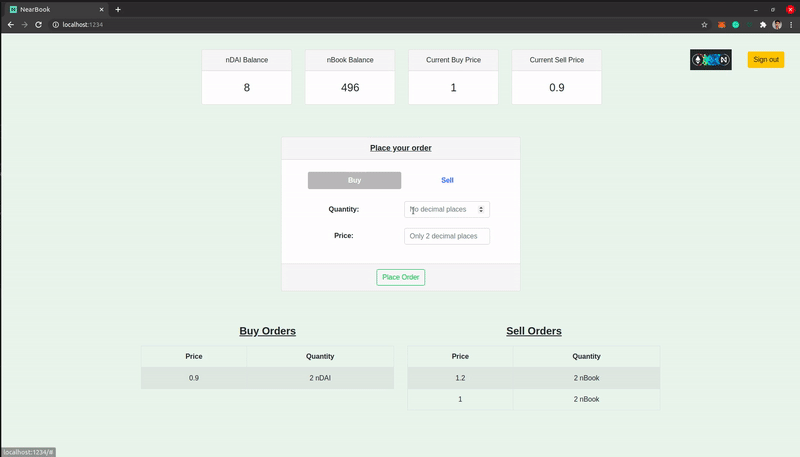 NearBook
localhost:1234
nDAI Balance
nBook Balance
Current Buy Price
Current Sell Price
8
496
1
0.9
Sign out
Place your order
Buy
Sell
Quantity:
No decimal places
Price:
Only 2 decimal places
Place Order
Buy Orders
Price
Quantity
0.9
2 nDAI
Sell Orders
Price
Quantity
1.2
2 nBook
1
2 nBook
localhost:1234/#